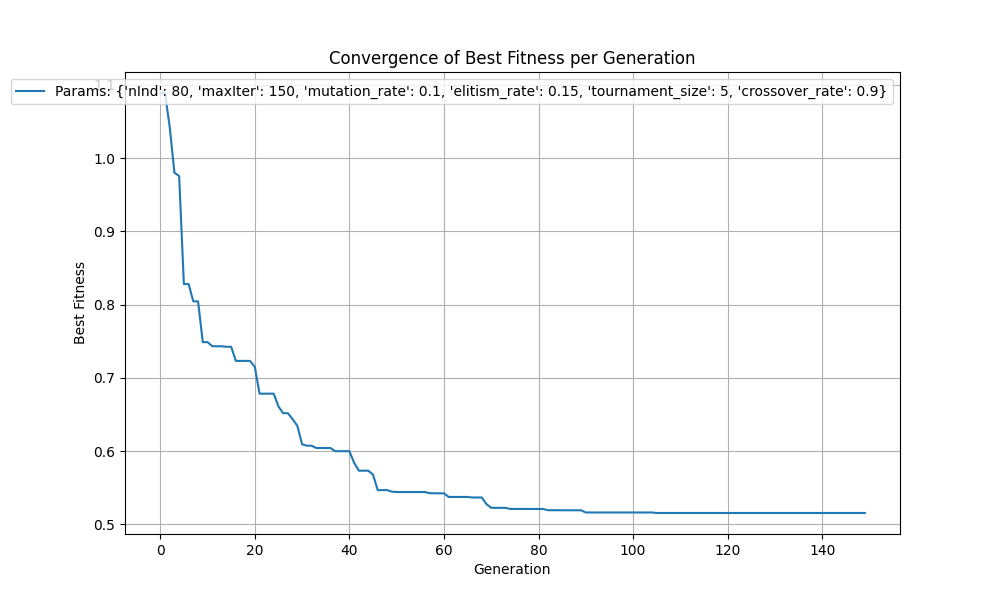 Convergence of Best Fitness per Generation
1.1
Params: {'nInd': 80, 'maxIter': 150, 'mutation_rate': 0.1, 'elitism_rate': 0.15, 'tournament_size': 5, 'crossover_rate': 0.9}
1.0
0.9
0.8
0.7
0.6
0.5
Best Fitness
0 20 40 60 80 100 120 140
Generation